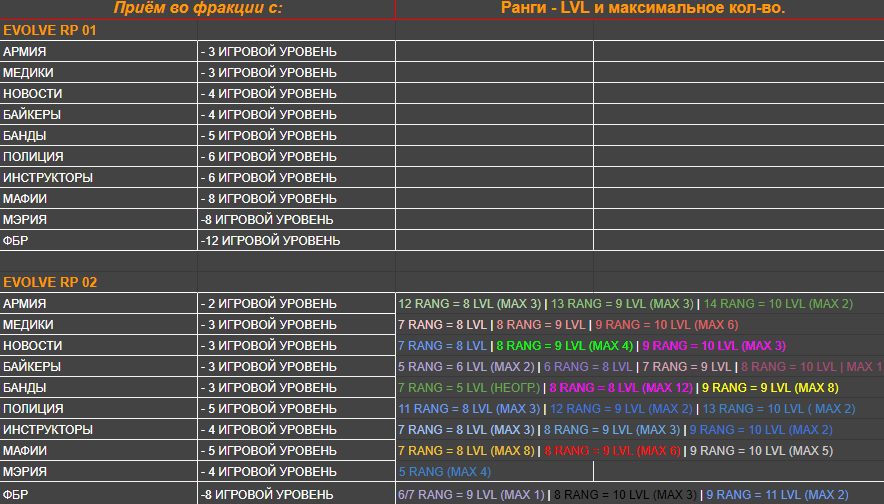 Приём во фракции с: Ранги - LVL и максимальное кол-во.
EVOLVE RP 01
АРМИЯ - 3 ИГРОВОЙ УРОВЕНЬ
МЕДИКИ - 3 ИГРОВОЙ УРОВЕНЬ
НОВОСТИ - 4 ИГРОВОЙ УРОВЕНЬ
БАЙКЕРЫ - 4 ИГРОВОЙ УРОВЕНЬ
БАНДЫ - 5 ИГРОВОЙ УРОВЕНЬ
ПОЛИЦИЯ - 6 ИГРОВОЙ УРОВЕНЬ
ИНСТРУКТОРЫ - 6 ИГРОВОЙ УРОВЕНЬ
МАФИИ - 8 ИГРОВОЙ УРОВЕНЬ
МЭРИЯ -8 ИГРОВОЙ УРОВЕНЬ
ФБР -12 ИГРОВОЙ УРОВЕНЬ
EVOLVE RP 02
АРМИЯ - 2 ИГРОВОЙ УРОВЕНЬ 12 RANG = 8 LVL (MAX 3) | 13 RANG = 9 LVL (MAX 3) | 14 RANG = 10 LVL (MAX 2)
МЕДИКИ - 3 ИГРОВОЙ УРОВЕНЬ 7 RANG = 8 LVL | 8 RANG = 9 LVL | 9 RANG = 10 LVL (MAX 6)
НОВОСТИ - 3 ИГРОВОЙ УРОВЕНЬ 7 RANG = 8 LVL | 8 RANG = 9 LVL (MAX 4) | 9 RANG = 10 LVL (MAX 3)
БАЙКЕРЫ - 3 ИГРОВОЙ УРОВЕНЬ 5 RANG = 6 LVL (MAX 2) | 6 RANG = 8 LVL | 7 RANG = 9 LVL | 8 RANG = 10 LVL | MAX 1
БАНДЫ - 3 ИГРОВОЙ УРОВЕНЬ 7 RANG = 5 LVL (НЕОГР.) | 8 RANG = 8 LVL (MAX 12) | 9 RANG = 9 LVL (MAX 8)
ПОЛИЦИЯ - 5 ИГРОВОЙ УРОВЕНЬ 11 RANG = 8 LVL (MAX 3) | 12 RANG = 9 LVL (MAX 2) | 13 RANG = 10 LVL ( MAX 2)
ИНСТРУКТОРЫ - 4 ИГРОВОЙ УРОВЕНЬ 7 RANG = 8 LVL (MAX 3) | 8 RANG = 9 LVL (MAX 3) | 9 RANG = 10 LVL (MAX 2)
МАФИИ - 5 ИГРОВОЙ УРОВЕНЬ 7 RANG = 8 LVL (MAX 8) | 8 RANG = 9 LVL (MAX 6) | 9 RANG = 10 LVL (MAX 5)
МЭРИЯ - 4 ИГРОВОЙ УРОВЕНЬ 5 RANG (MAX 4)
ФБР -8 ИГРОВОЙ УРОВЕНЬ 6/7 RANG = 9 LVL (MAX 1) | 8 RANG = 10 LVL (MAX 3) | 9 RANG = 11 LVL (MAX 2)